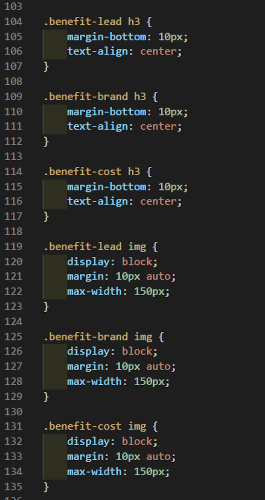 103
104 .benefit-lead h3 {
105     margin-bottom: 10px;
106     text-align: center;
107 }
108
109 .benefit-brand h3 {
110     margin-bottom: 10px;
111     text-align: center;
112 }
113
114 .benefit-cost h3 {
115     margin-bottom: 10px;
116     text-align: center;
117 }
118
119 .benefit-lead img {
120     display: block;
121     margin: 10px auto;
122     max-width: 150px;
123 }
124
125 .benefit-brand img {
126     display: block;
127     margin: 10px auto;
128     max-width: 150px;
129 }
130
131 .benefit-cost img {
132     display: block;
133     margin: 10px auto;
134     max-width: 150px;
135 }